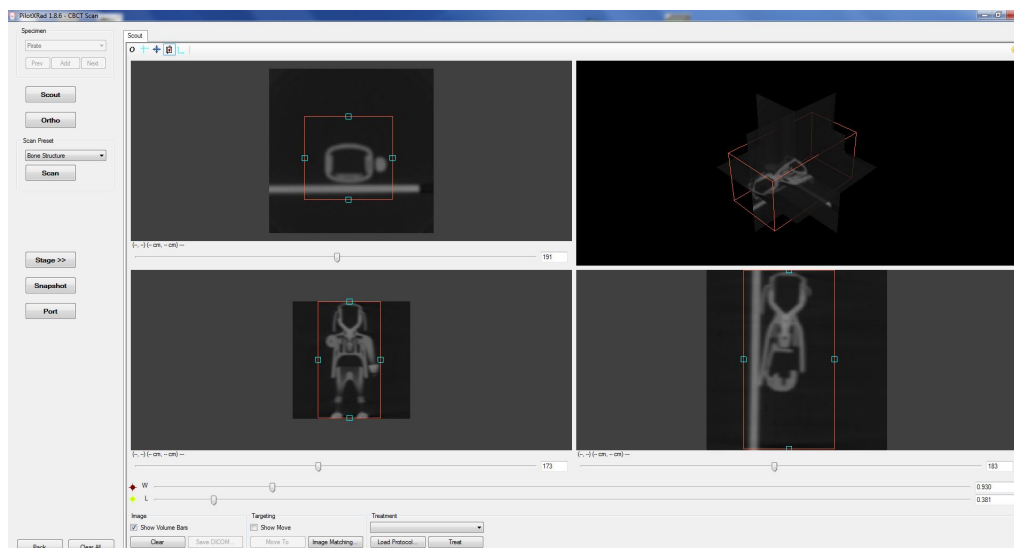 PilotXRad 1.8.6 - CBCT Scan
Specimen
Pirate
Prev Add Next
Scout
Ortho
Scan Preset
Bone Structure
Scan
Stage >>
Snapshot
Port
Back Clear All
Scout
(--, --) (-- cm, -- cm) ---
191
(--, --) (-- cm, -- cm) ---
173
(--, --) (-- cm, -- cm) ---
183
W 0.930
L 0.381
Image
Show Volume Bars
Clear Save DICOM...
Targeting
Show Move
Move To Image Matching...
Treatment
Load Protocol... Treat